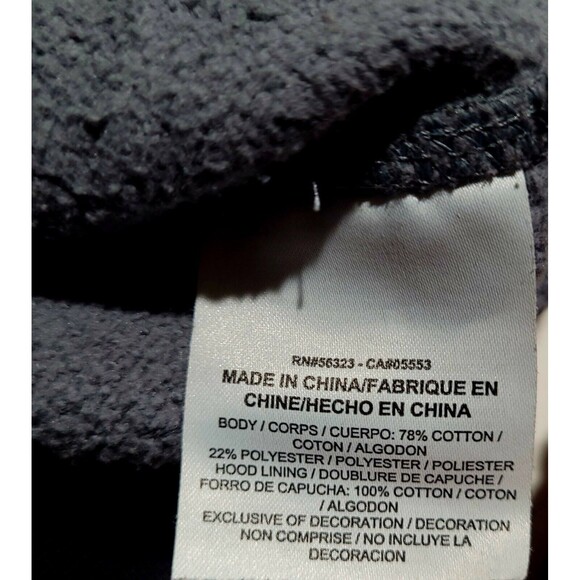 RN#56323 - CA#05553
MADE IN CHINA/FABRIQUE EN
CHINE/HECHO EN CHINA
BODY / CORPS / CUERPO: 78% COTTON /
COTON / ALGODON
22% POLYESTER / POLYESTER / POLIESTER
HOOD LINING / DOUBLURE DE CAPUCHE /
FORRO DE CAPUCHA: 100% COTTON / COTON
/ ALGODON
EXCLUSIVE OF DECORATION / DECORATION
NON COMPRISE / NO INCLUYE LA
DECORACION